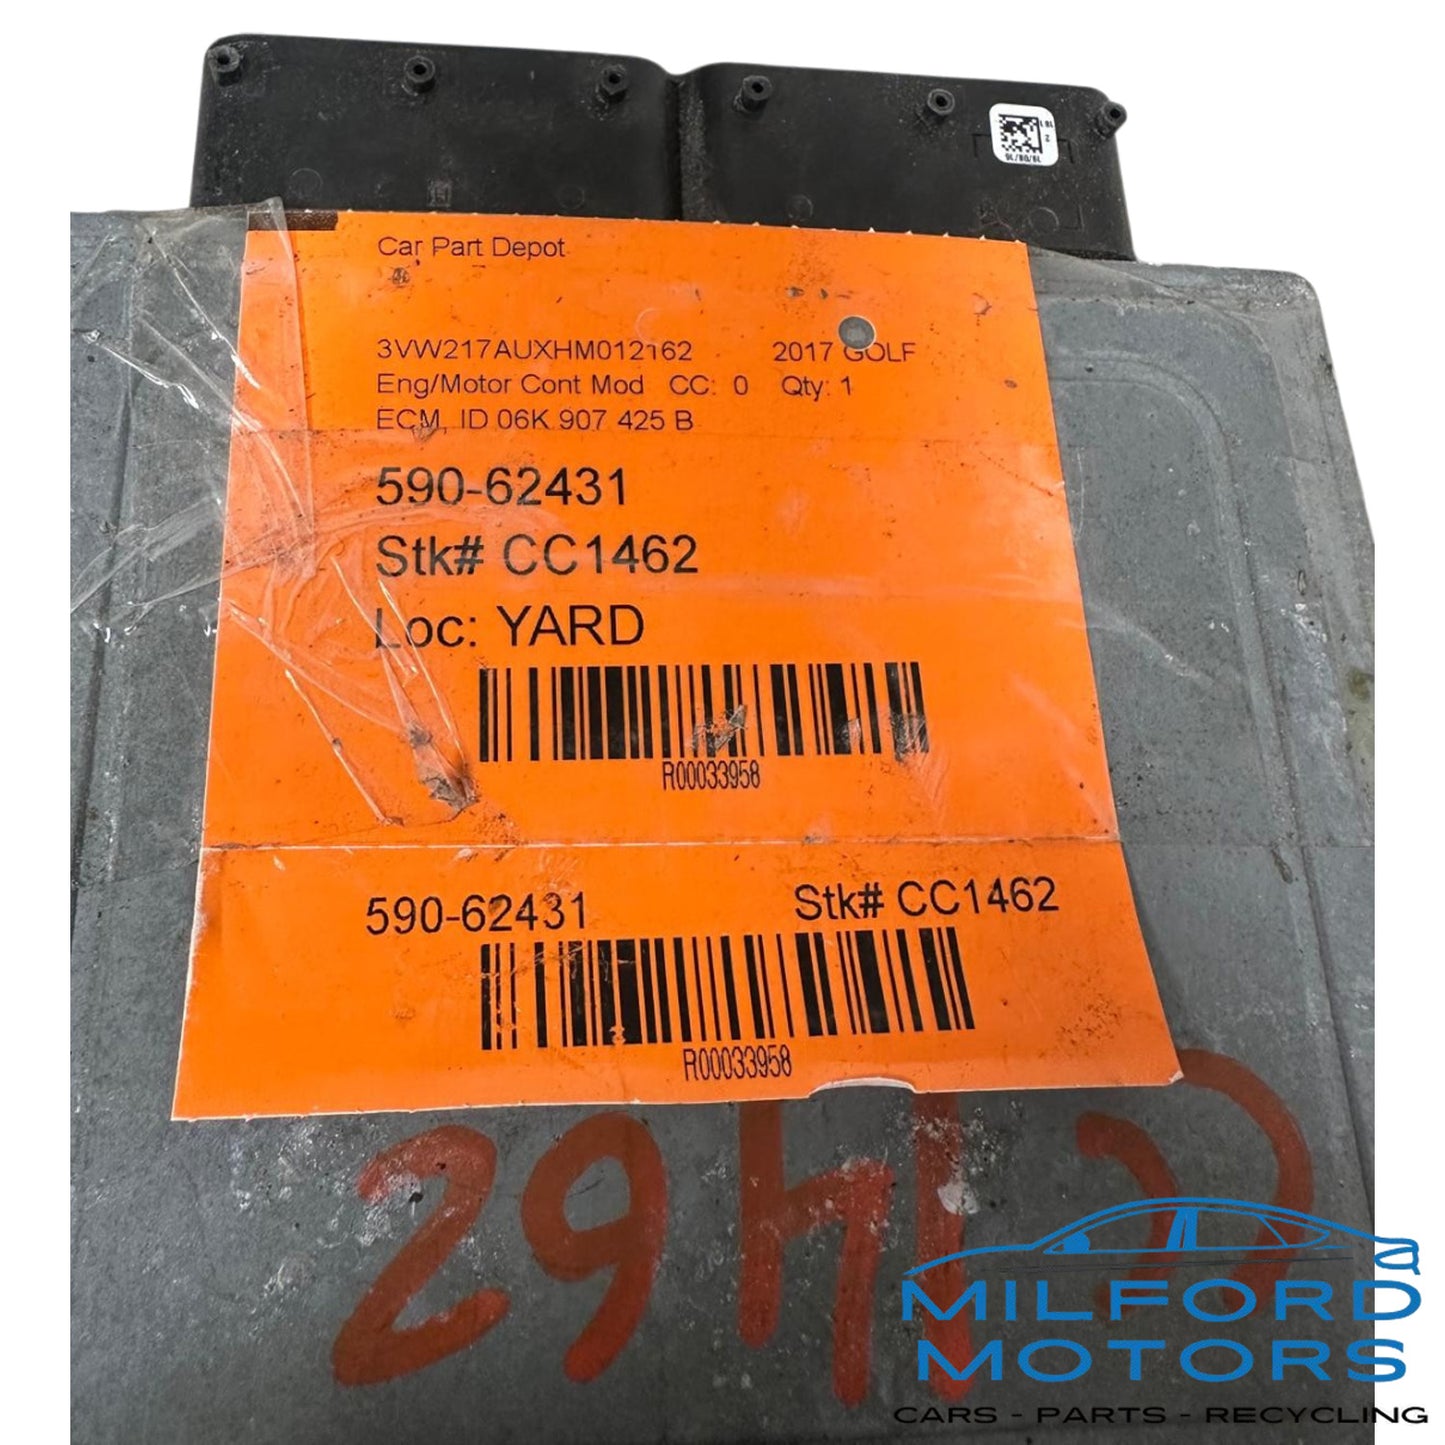 Car Part Depot
3VW217AUXHM012162 2017 GOLF
Eng/Motor Cont Mod CC: 0 Qty: 1
ECM, ID 06K 907 425 B
590-62431
Stk# CC1462
Loc: YARD
R00033958
590-62431 Stk# CC1462
R00033958
CC1462
MILFORD
MOTORS
CARS - PARTS - RECYCLING